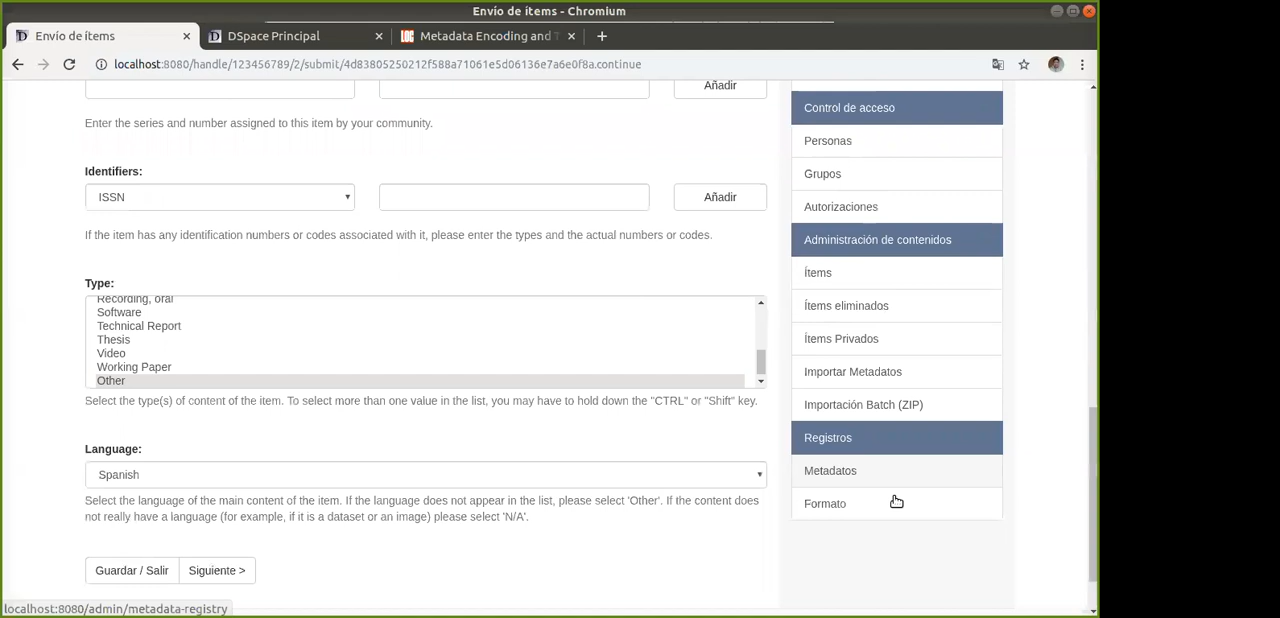 Envío de ítems - Chromium
Envío de ítems
DSpace Principal
Metadata Encoding and T
localhost:8080/handle/123456789/2/submit/4d83805250212f588a71061e5d06136e7a6e0f8a.continue
Añadir
Enter the series and number assigned to this item by your community.
Identifiers:
ISSN
Añadir
If the item has any identification numbers or codes associated with it, please enter the types and the actual numbers or codes.
Type:
Recording, oral
Software
Technical Report
Thesis
Video
Working Paper
Other
Select the type(s) of content of the item. To select more than one value in the list, you may have to hold down the "CTRL" or "Shift" key.
Language:
Spanish
Select the language of the main content of the item. If the language does not appear in the list, please select 'Other'. If the content does
not really have a language (for example, if it is a dataset or an image) please select 'N/A'.
Guardar / Salir
Siguiente >
Control de acceso
Personas
Grupos
Autorizaciones
Administración de contenidos
Ítems
Ítems eliminados
Ítems Privados
Importar Metadatos
Importación Batch (ZIP)
Registros
Metadatos
Formato
localhost:8080/admin/metadata-registry